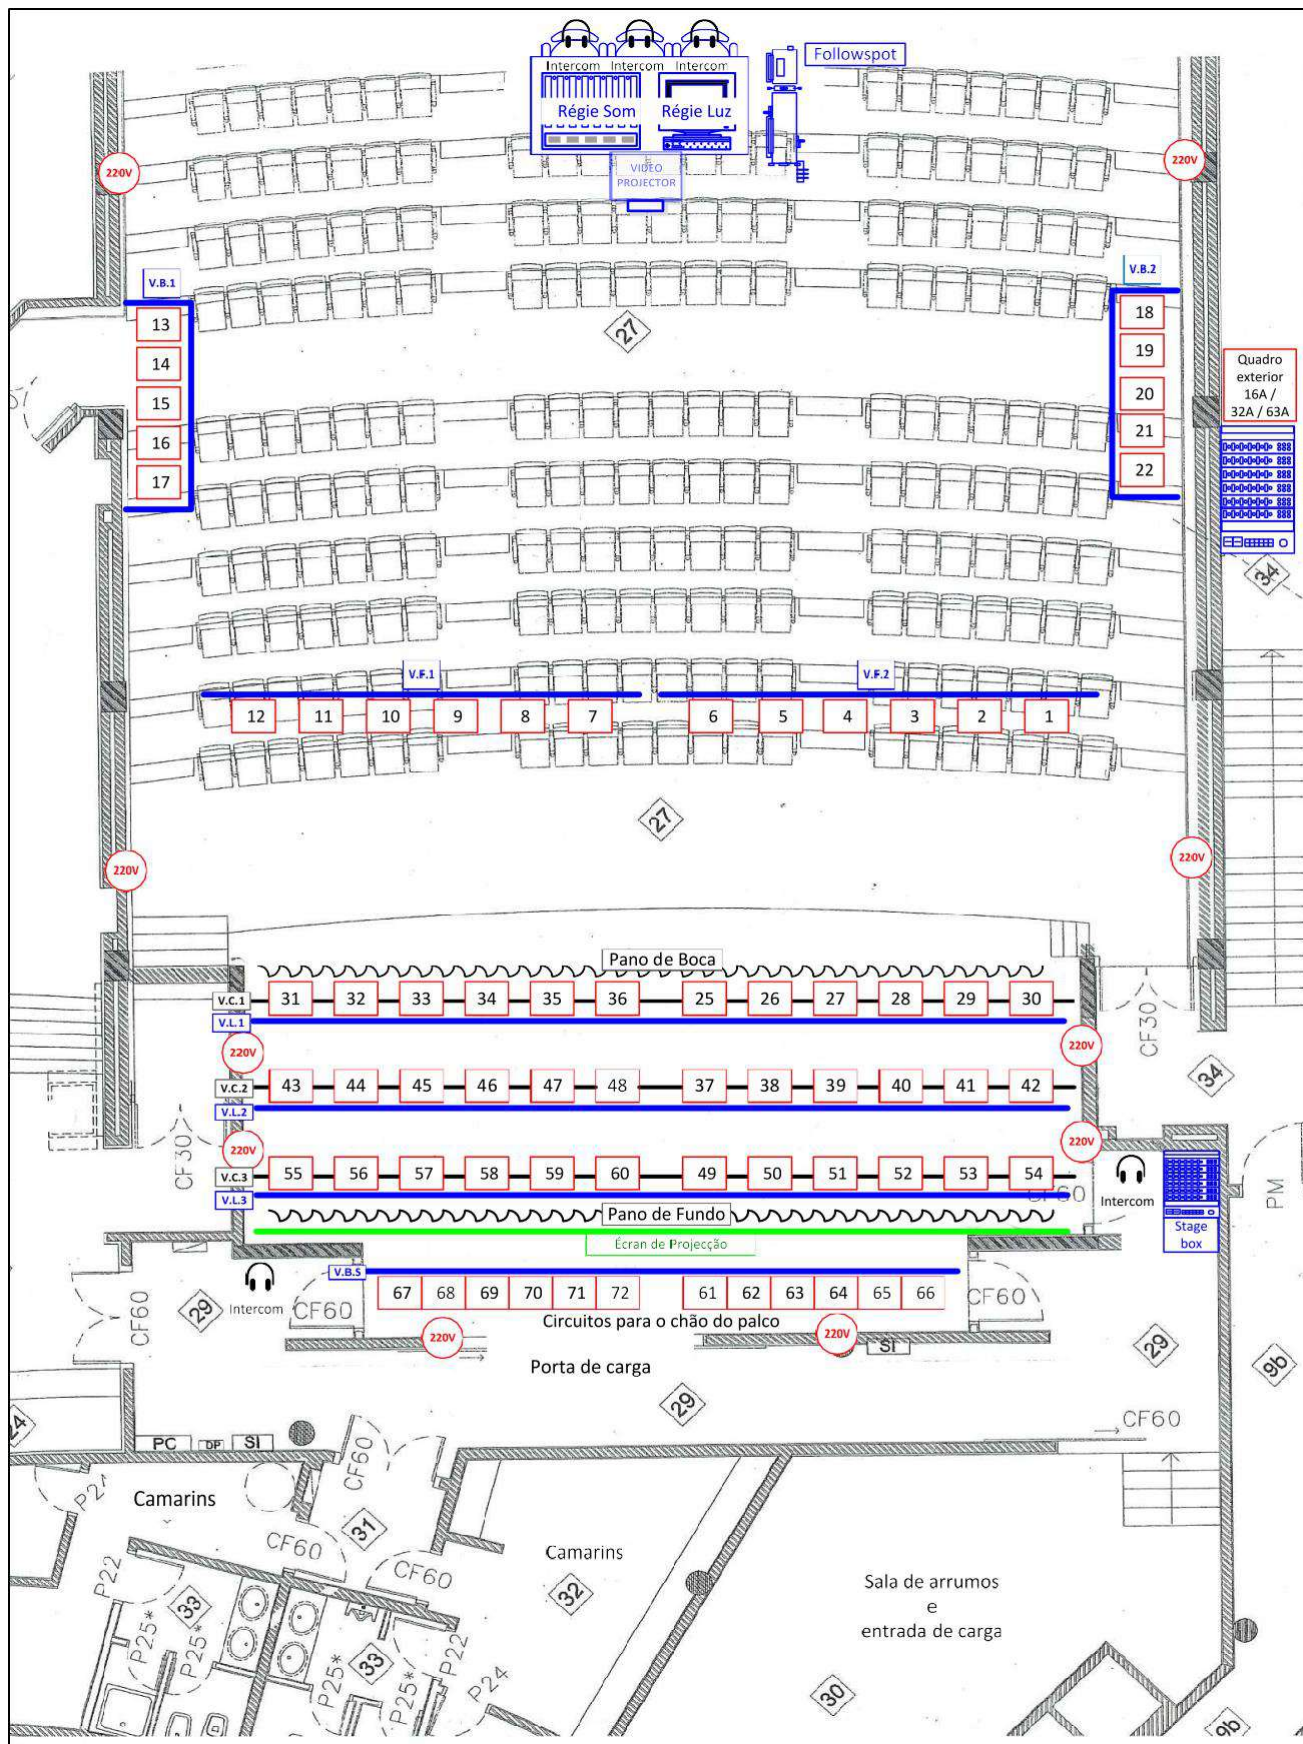 Followspot
Intercom Intercom Intercom
Régie Som Régie Luz
VIDEO
PROJECTOR
220V
220V
V.B.1
V.B.2
13
14
15
16
17
18
19
20
21
22
27
Quadro
exterior
16A /
32A / 63A
34
V.F.1
V.F.2
12 11 10 9 8 7 6 5 4 3 2 1
27
220V
220V
Pano de Boca
V.C.1 31 32 33 34 35 36 25 26 27 28 29 30
V.L.1
220V
220V
CF30
34
V.C.2 43 44 45 46 47 48 37 38 39 40 41 42
V.L.2
CF30
220V
220V
V.C.3 55 56 57 58 59 60 49 50 51 52 53 54
V.L.3
CF60
Intercom
PM
Stage
box
Pano de Fundo
Écran de Projecção
V.B.S
67 68 69 70 71 72 61 62 63 64 65 66
Intercom
CF60
CF60
CF60
29
Circuitos para o chão do palco
220V
220V
SI
Porta de carga
29
9b
29
24
CF60
PC DP SI
CF60
P24
Camarins
31
CF60
CF60
Camarins
32
P22
33
P25*
P25*
33
P25*
P25*
P22
P24
Sala de arrumos
e
entrada de carga
30
9b